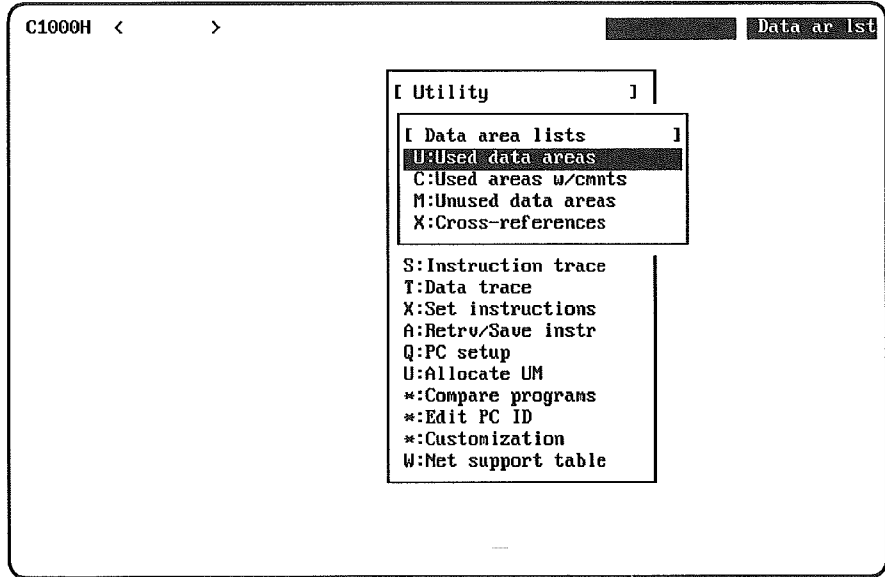 C1000H < > Data ar lst
[ Utility ]
[ Data area lists ]
U:Used data areas
C:Used areas w/cmnts
M:Unused data areas
X:Cross-references
S:Instruction trace
T:Data trace
X:Set instructions
A:Retrv/Save instr
Q:PC setup
U:Allocate UM
*:Compare programs
*:Edit PC ID
*:Customization
W:Net support table